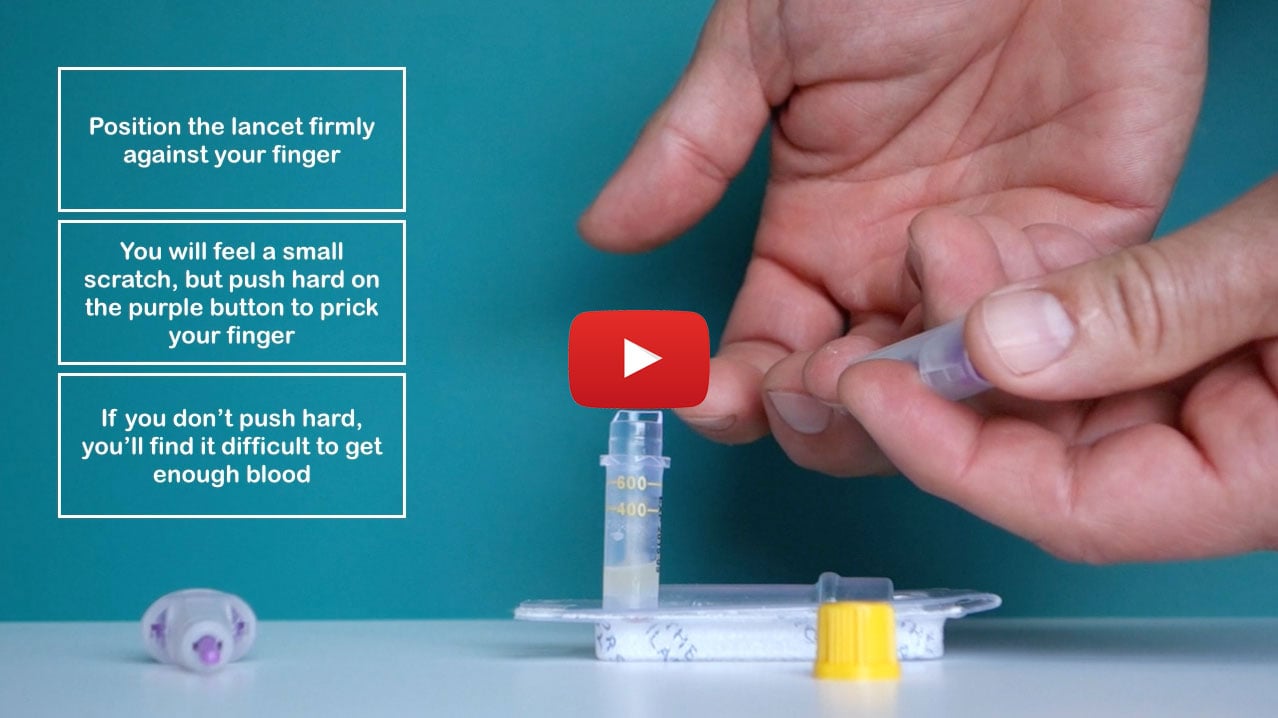 Position the lancet firmly
against your finger
You will feel a small
scratch, but push hard on
the purple button to prick
your finger
If you don’t push hard,
you’ll find it difficult to get
enough blood
600
400